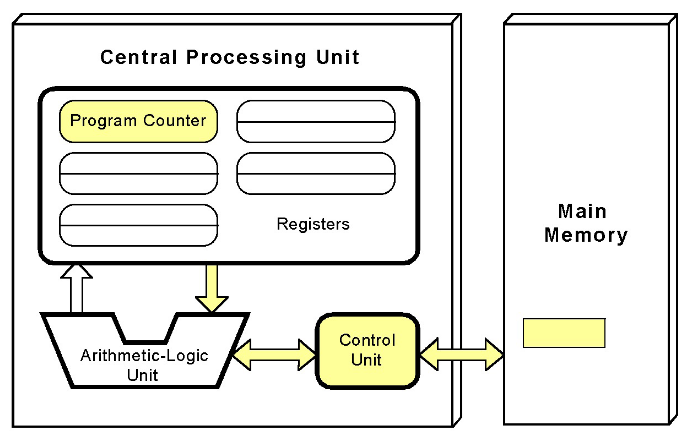 Central Processing Unit
Program Counter
Registers
Arithmetic-Logic
Unit
Control
Unit
Main
Memory